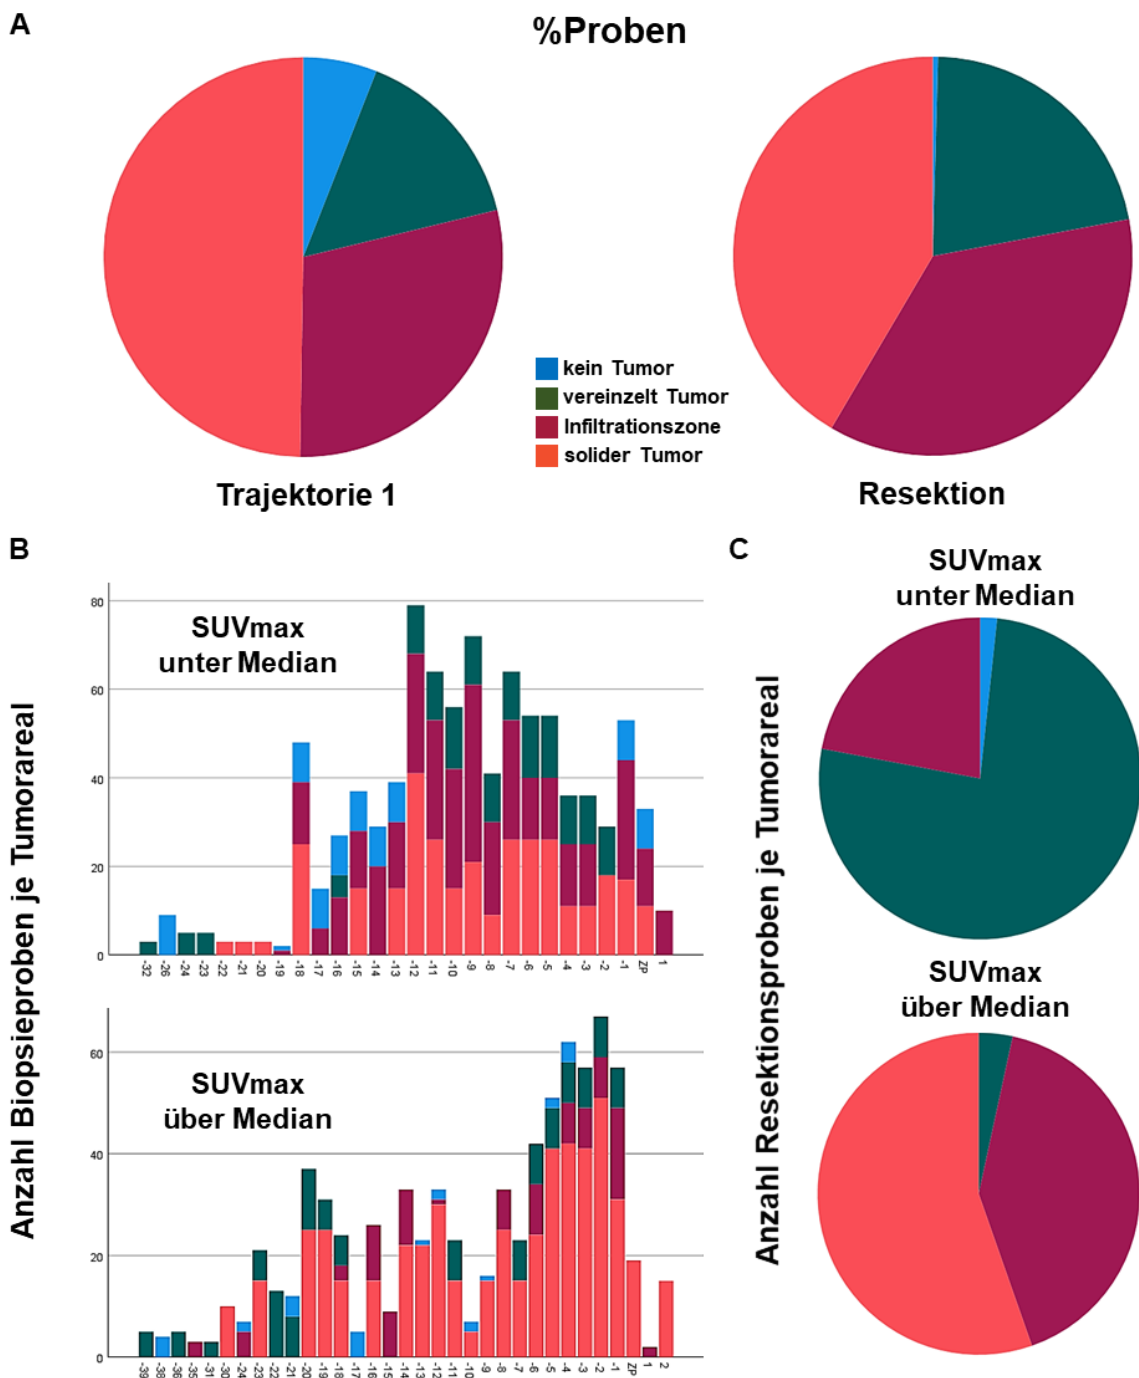 A
%Proben
kein Tumor
vereinzelt Tumor
Infiltrationszone
solider Tumor
Trajektorie 1
Resektion
B
Anzahl Biopsieproben je Tumorareal
SUVmax
unter Median
80
60
40
20
0
-32 -26 -24 -23 -22 -21 -20 -19 -18 -17 -16 -15 -14 -13 -12 -11 -10 -9 -8 -7 -6 -5 -4 -3 -2 -1 ZP 1
SUVmax
über Median
60
40
20
0
-39 -38 -36 -35 -31 -30 -24 -23 -22 -21 -20 -19 -18 -17 -16 -15 -14 -13 -12 -11 -10 -9 -8 -7 -6 -5 -4 -3 -2 -1 ZP 1 2
C
Anzahl Resektionsproben je Tumorareal
SUVmax
unter Median
SUVmax
über Median